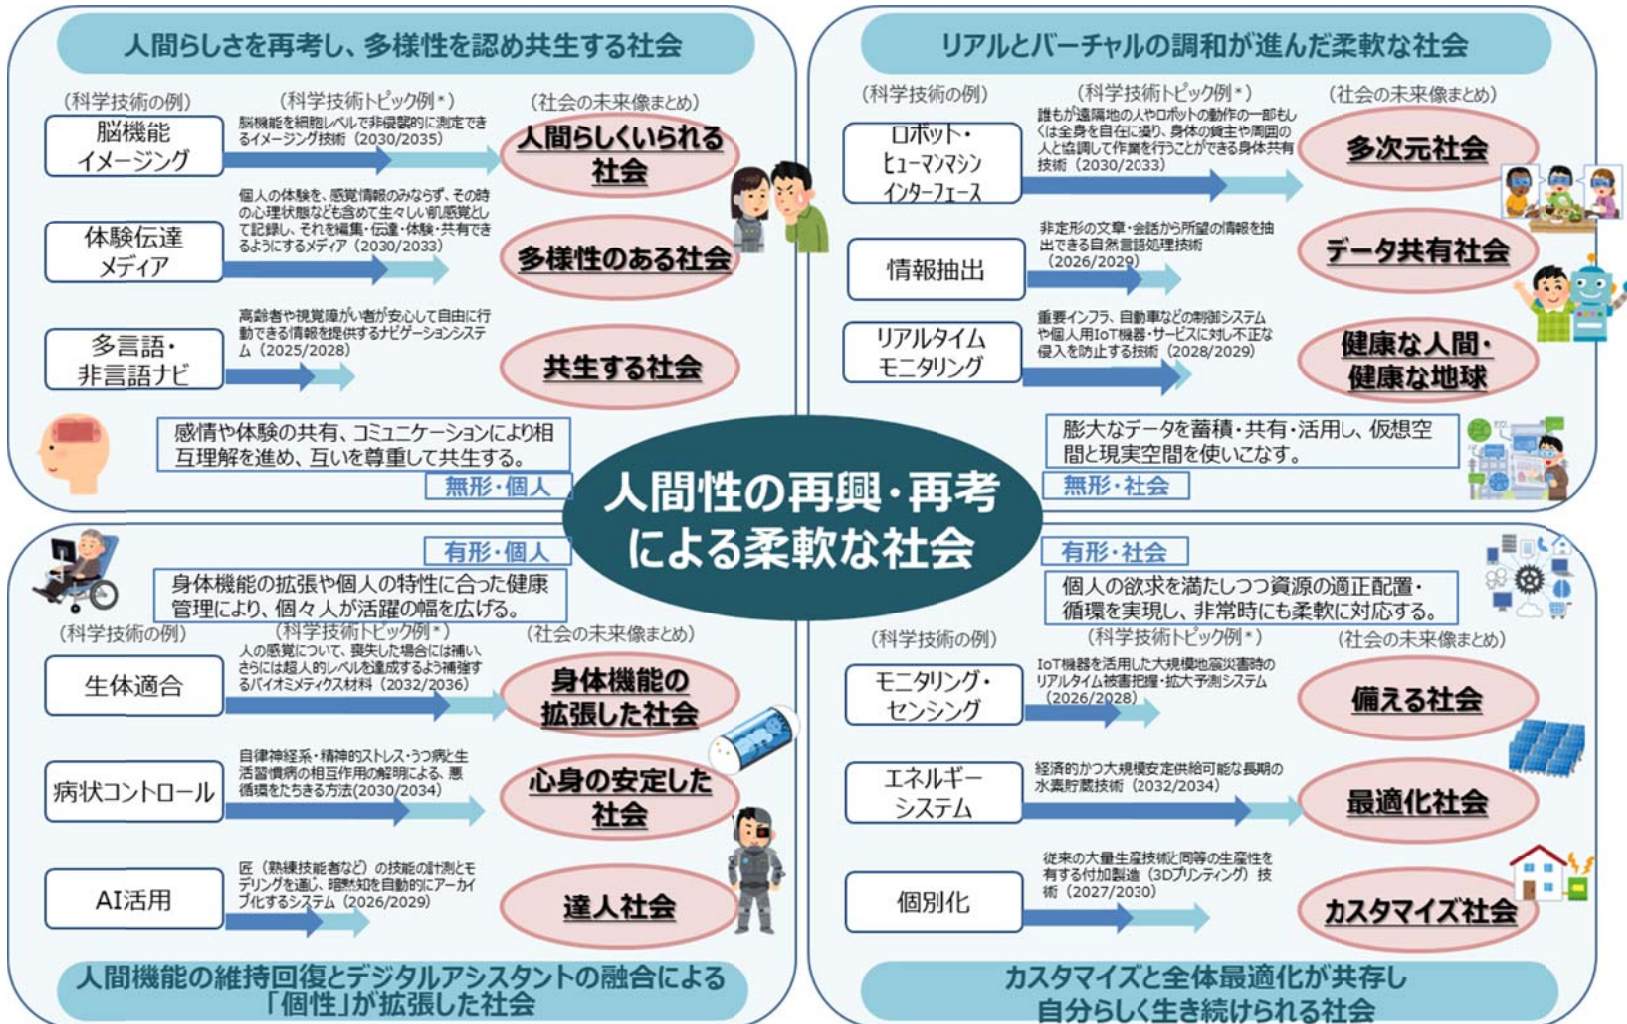 人間らしさを再考し、多様性を認め共生する社会
(科学技術の例)
(科学技術トピック例*)
(社会の未来像まとめ)
脳機能
イメージング
脳機能を細胞レベルで非侵襲的に測定でき
るイメージング技術（2030/2035）
人間らしくいられる
社会
体験伝達
メディア
個人の体験を、感覚情報のみならず、その時
の心理状態なども含めて生々しい肌感覚とし
て記録し、それを編集・伝達・体験・共有でき
るようにするメディア（2030/2033）
多様性のある社会
多言語・
非言語ナビ
高齢者や視覚障がい者が安心して自由に行
動できる情報を提供するナビゲーションシステ
ム（2025/2028）
共生する社会
感情や体験の共有、コミュニケーションにより相
互理解を進め、互いを尊重して共生する。
無形・個人
リアルとバーチャルの調和が進んだ柔軟な社会
(科学技術の例)
(科学技術トピック例*)
(社会の未来像まとめ)
ロボット・
ヒューマンマシン
インターフェース
誰もが遠隔地の人やロボットの動作の一部もし
くは全身を自在に操り、身体の貸主や周囲の
人と協調して作業を行うことができる身体共有
技術（2030/2033）
多次元社会
情報抽出
非定形の文章・会話から所望の情報を抽
出できる自然言語処理技術
（2026/2029）
データ共有社会
リアルタイム
モニタリング
重要インフラ、自動車などの制御システム
や個人用IoT機器・サービスに対し不正な
侵入を防止する技術（2028/2029）
健康な人間・
健康な地球
膨大なデータを蓄積・共有・活用し、仮想空
間と現実空間を使いこなす。
無形・社会
人間性の再興・再考
による柔軟な社会
有形・個人
身体機能の拡張や個人の特性に合った健康
管理により、個々人が活躍の幅を広げる。
(科学技術の例)
(科学技術トピック例*)
(社会の未来像まとめ)
生体適合
人の感覚について、喪失した場合には補い、
さらには超人的レベルを達成するよう補強す
るバイオミメティクス材料（2032/2036）
身体機能の
拡張した社会
病状コントロール
自律神経系・精神的ストレス・うつ病と生
活習慣病の相互作用の解明による、悪
循環をたちきる方法(2030/2034)
心身の安定した
社会
AI活用
匠（熟練技能者など）の技能の計測とモ
デリングを通じ、暗黙知を自動的にアーカイ
ブ化するシステム（2026/2029）
達人社会
人間機能の維持回復とデジタルアシスタントの融合による
「個性」が拡張した社会
有形・社会
個人の欲求を満たしつつ資源の適正配置・
循環を実現し、非常時にも柔軟に対応する。
(科学技術の例)
(科学技術トピック例*)
(社会の未来像まとめ)
モニタリング・
センシング
IoT機器を活用した大規模地震災害時の
リアルタイム被害把握・拡大予測システム
（2026/2028）
備える社会
エネルギー
システム
経済的かつ大規模安定供給可能な長期の
水素貯蔵技術（2032/2034）
最適化社会
個別化
従来の大量生産技術と同等の生産性を
有する付加製造（3Dプリンティング）技
術（2027/2030）
カスタマイズ社会
カスタマイズと全体最適化が共存し
自分らしく生き続けられる社会